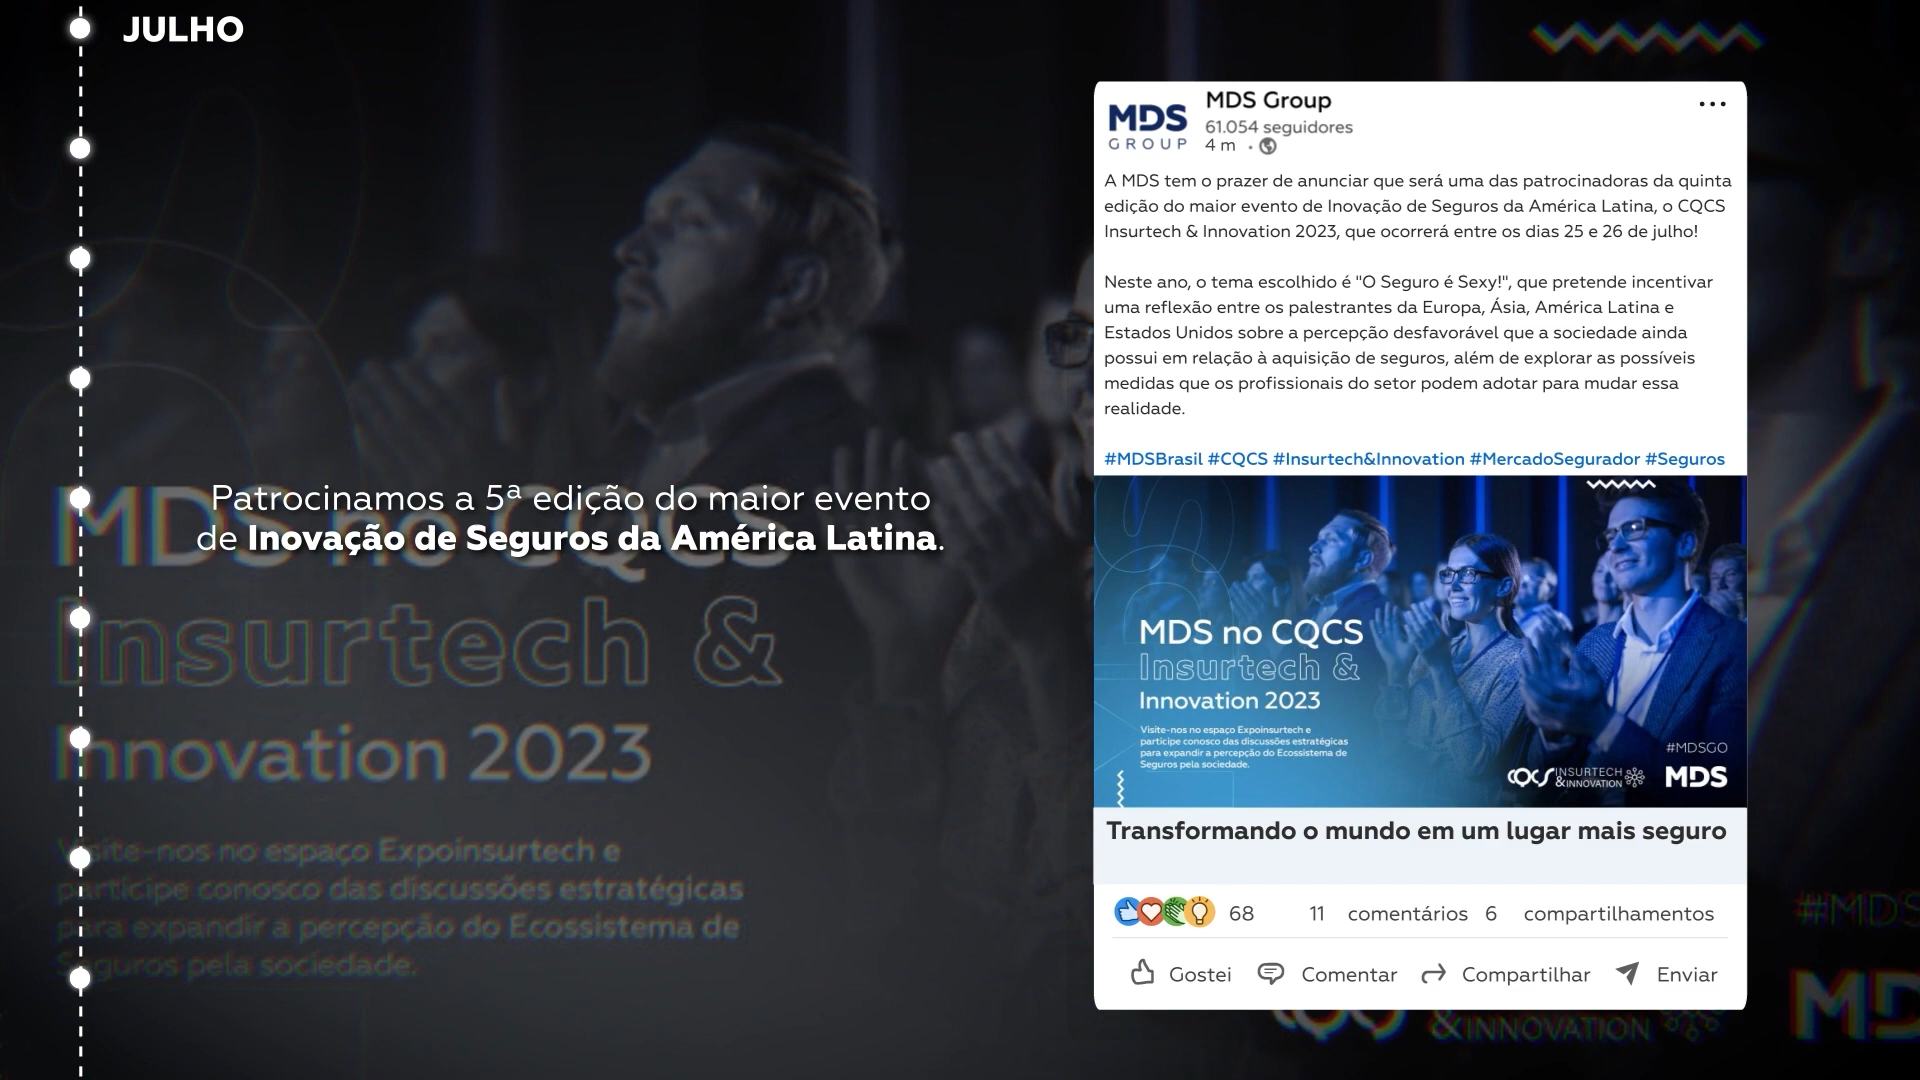 JULHO
Patrocinamos a 5ª edição do maior evento
de Inovação de Seguros da América Latina.
MDS no CQCS
Insurtech &
Innovation 2023
Visite-nos no espaço Expoinsurtech e
participe conosco das discussões estratégicas
para expandir a percepção do Ecossistema de
Seguros pela sociedade.
MDS
GROUP
MDS Group
61.054 seguidores
4 m
A MDS tem o prazer de anunciar que será uma das patrocinadoras da quinta
edição do maior evento de Inovação de Seguros da América Latina, o CQCS
Insurtech & Innovation 2023, que ocorrerá entre os dias 25 e 26 de julho!
Neste ano, o tema escolhido é "O Seguro é Sexy!", que pretende incentivar
uma reflexão entre os palestrantes da Europa, Ásia, América Latina e
Estados Unidos sobre a percepção desfavorável que a sociedade ainda
possui em relação à aquisição de seguros, além de explorar as possíveis
medidas que os profissionais do setor podem adotar para mudar essa
realidade.
#MDSBrasil #CQCS #Insurtech&Innovation #MercadoSegurador #Seguros
MDS no CQCS
Insurtech &
Innovation 2023
Visite-nos no espaço Expoinsurtech e
participe conosco das discussões estratégicas
para expandir a percepção do Ecossistema de
Seguros pela sociedade.
#MDSGO
CQCS INSURTECH
&INNOVATION
MDS
Transformando o mundo em um lugar mais seguro
68 11 comentários 6 compartilhamentos
Gostei Comentar Compartilhar Enviar
#MDS
&INNOVATION
MD